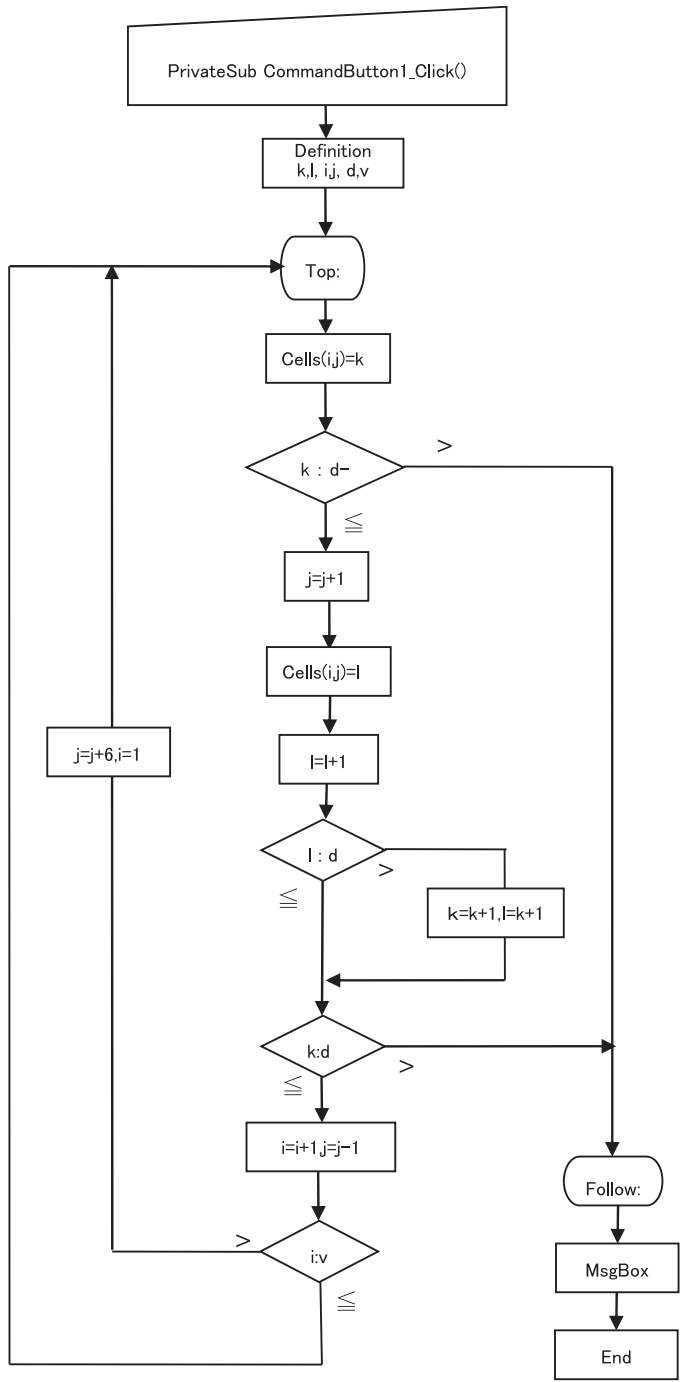 PrivateSub CommandButton1_Click()
Definition
k,l, i,j, d,v
Top:
Cells(i,j)=k
k : d-
>
≦
j=j+1
Cells(i,j)=l
j=j+6,i=1
l=l+1
l : d
>
≦
k=k+1,l=k+1
k:d
>
≦
i=i+1,j=j-1
Follow:
>
i:v
≦
MsgBox
End